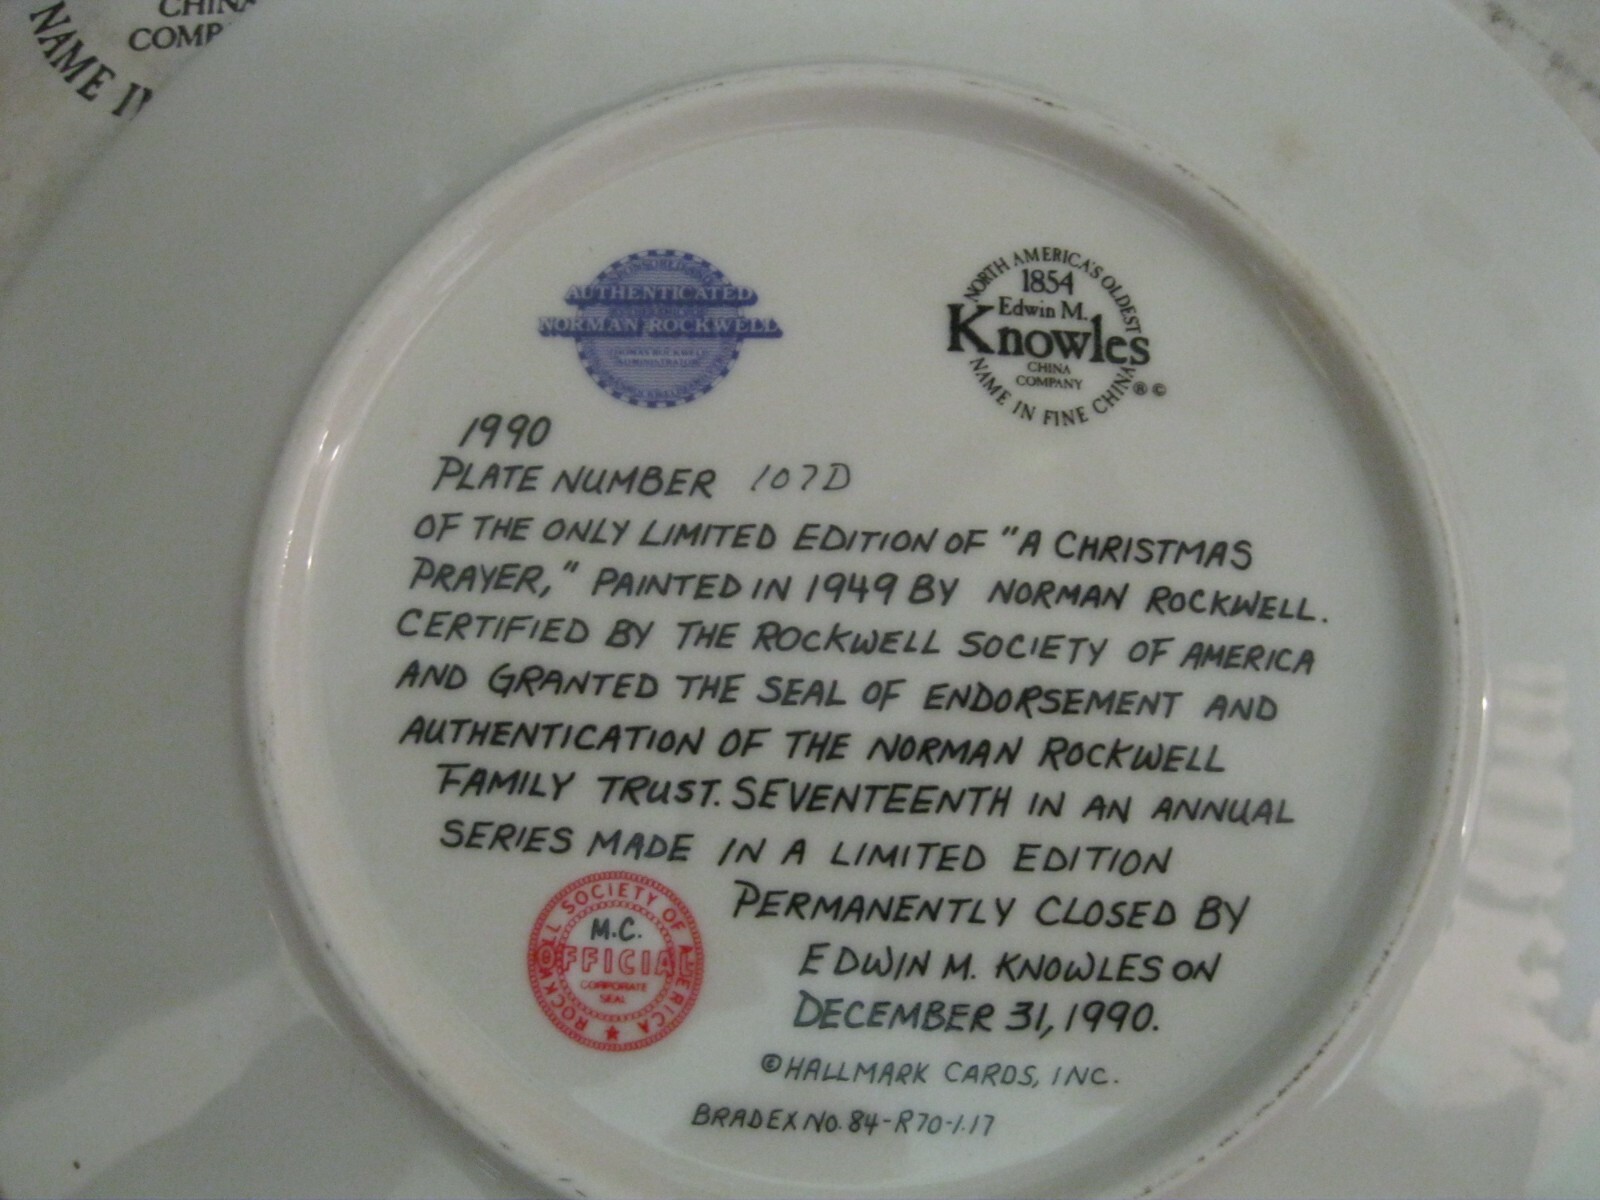 CHINA
COMP
NAME IN
AUTHENTICATED
NORMAN ROCKWELL
NORTH AMERICA'S OLDEST
1854
Edwin M.
Knowles
CHINA
COMPANY
NAME IN FINE CHINA
®©
1990
PLATE NUMBER 107D
OF THE ONLY LIMITED EDITION OF "A CHRISTMAS
PRAYER," PAINTED IN 1949 BY NORMAN ROCKWELL.
CERTIFIED BY THE ROCKWELL SOCIETY OF AMERICA
AND GRANTED THE SEAL OF ENDORSEMENT AND
AUTHENTICATION OF THE NORMAN ROCKWELL
FAMILY TRUST. SEVENTEENTH IN AN ANNUAL
SERIES MADE IN A LIMITED EDITION
PERMANENTLY CLOSED BY
EDWIN M. KNOWLES ON
DECEMBER 31, 1990.
ROCKWELL SOCIETY OF AMERICA
M.C.
OFFICIAL
CORPORATE
SEAL
©HALLMARK CARDS, INC.
BRADEX NO. 84-R70-1.17